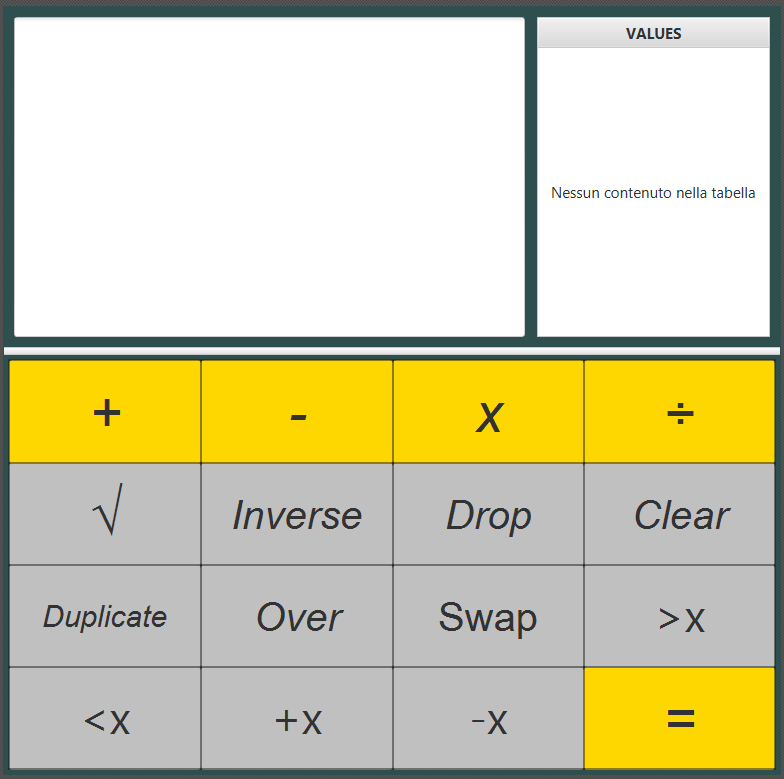 VALUES
Nessun contenuto nella tabella
+ - x ÷
√ Inverse Drop Clear
Duplicate Over Swap >x
<x +x -x =